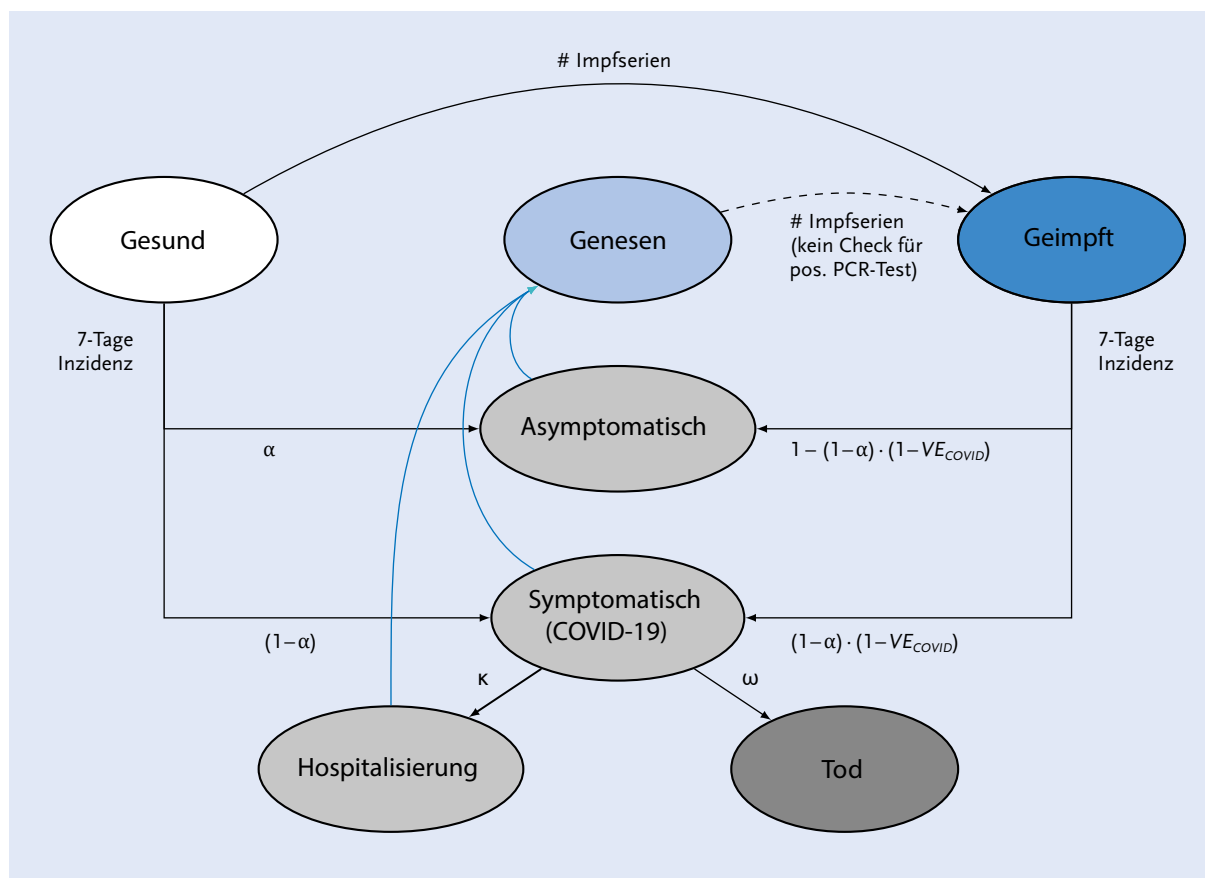 # Impfserien
Gesund
Genesen
# Impfserien
(kein Check für
pos. PCR-Test)
Geimpft
7-Tage
Inzidenz
7-Tage
Inzidenz
Asymptomatisch
α
1 – (1–α) · (1–VE_COVID)
Symptomatisch
(COVID-19)
(1–α)
(1–α) · (1–VE_COVID)
κ
ω
Hospitalisierung
Tod